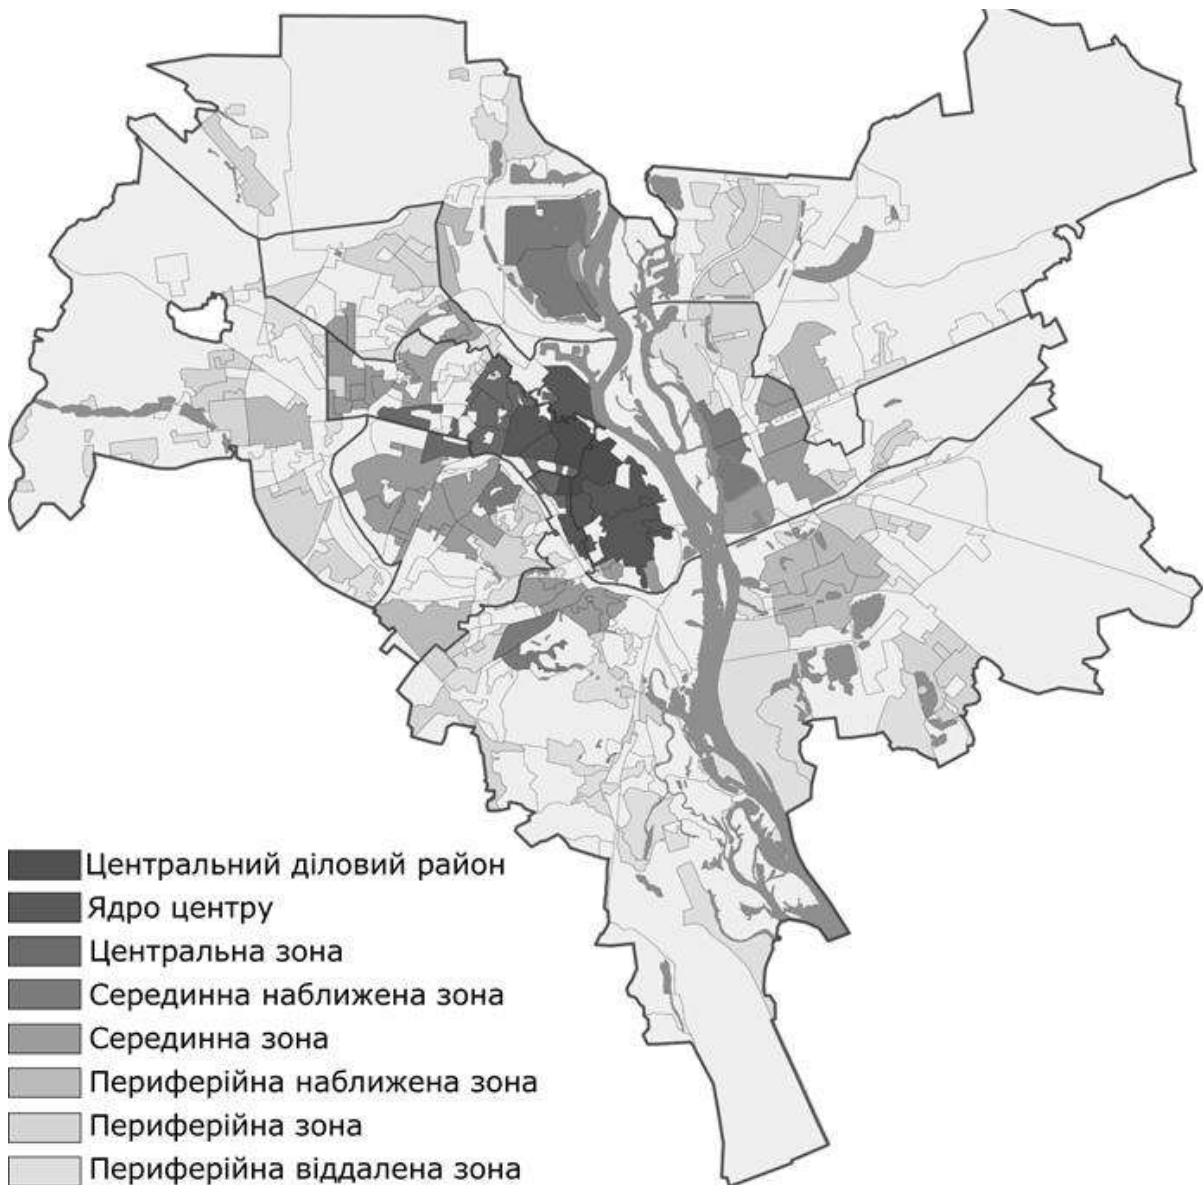 Центральний діловий район
Ядро центру
Центральна зона
Серединна наближена зона
Серединна зона
Периферійна наближена зона
Периферійна зона
Периферійна віддалена зона